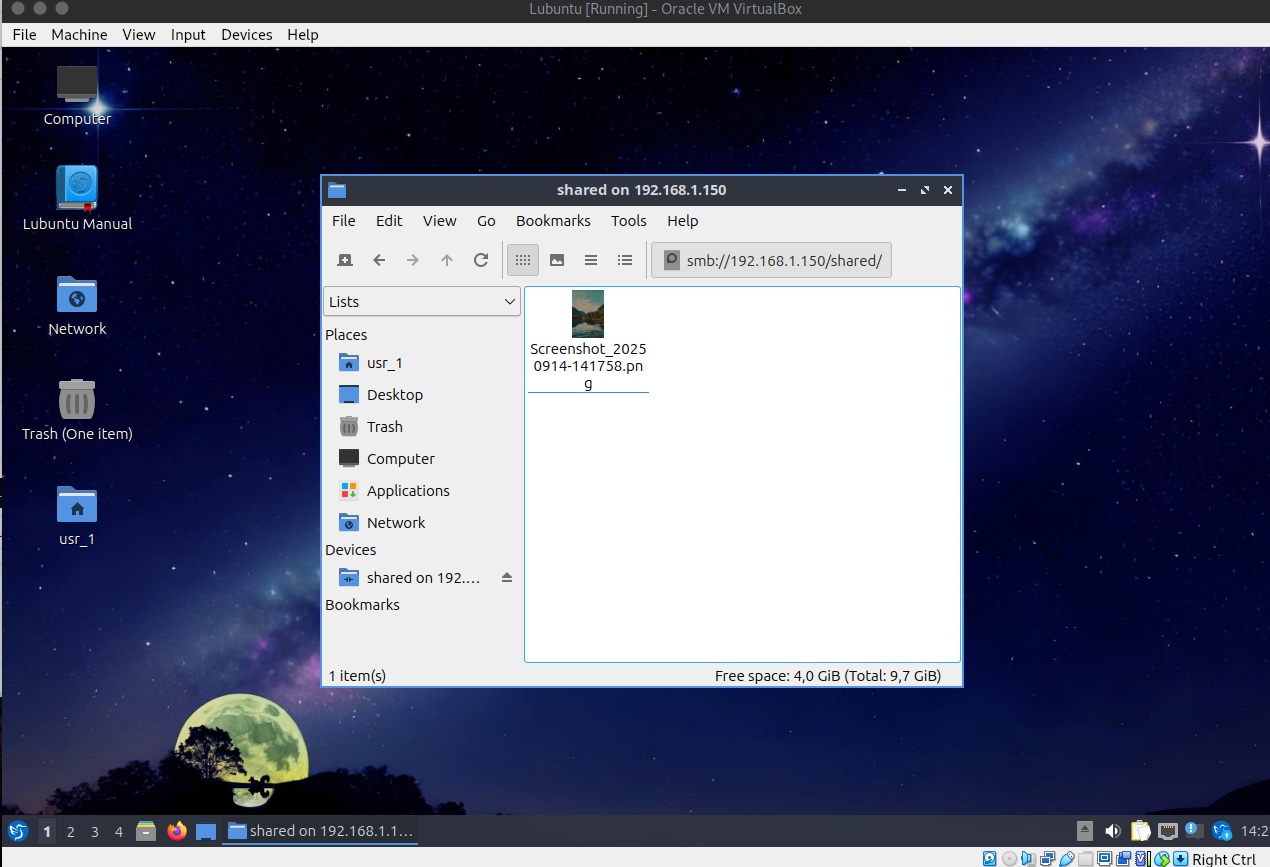 Lubuntu [Running] - Oracle VM VirtualBox
File Machine View Input Devices Help
Computer
Lubuntu Manual
Network
Trash (One item)
usr_1
shared on 192.168.1.150
File Edit View Go Bookmarks Tools Help
smb://192.168.1.150/shared/
Lists
Places
usr_1
Desktop
Trash
Computer
Applications
Network
Devices
shared on 192....
Bookmarks
Screenshot_2025
0914-141758.pn
g
1 item(s)
Free space: 4,0 GiB (Total: 9,7 GiB)
1 2 3 4
shared on 192.168.1.1...
14:2
Right Ctrl